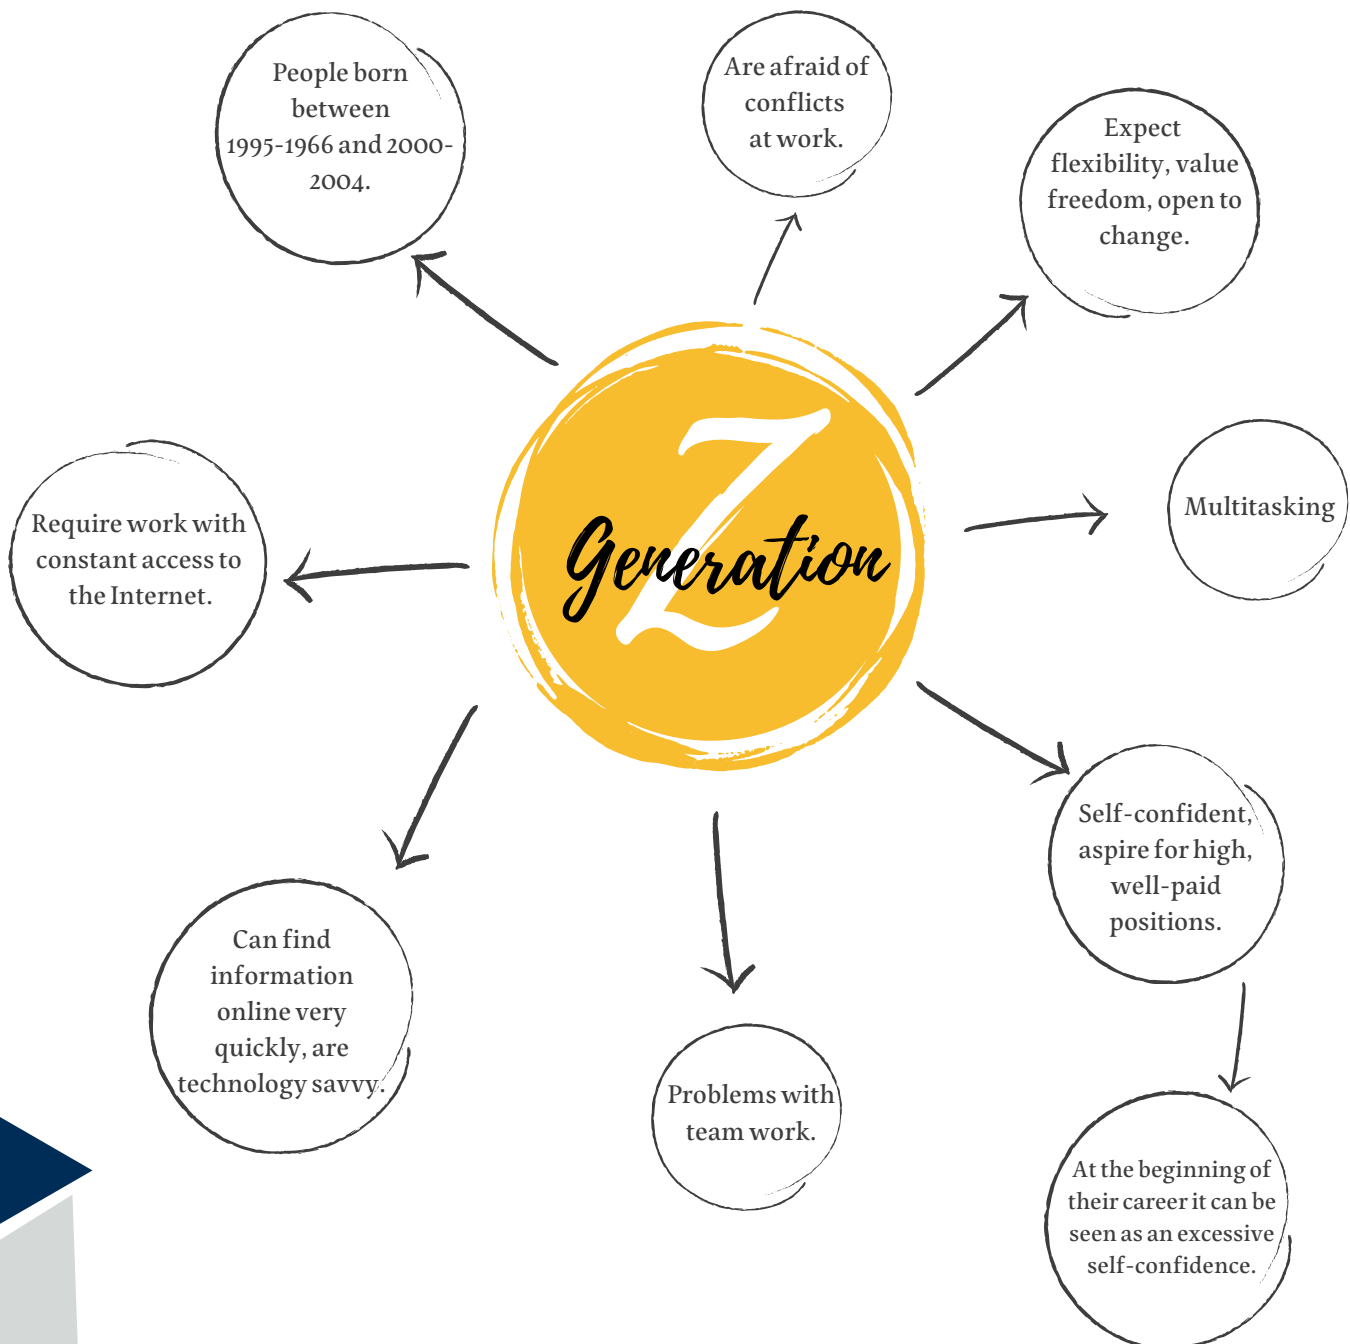 People born
between
1995-1966 and 2000-
2004.
Are afraid of
conflicts
at work.
Expect
flexibility, value
freedom, open to
change.
Z
Generation
Multitasking
Require work with
constant access to
the Internet.
Self-confident,
aspire for high,
well-paid
positions.
Can find
information
online very
quickly, are
technology savvy.
Problems with
team work.
At the beginning of
their career it can be
seen as an excessive
self-confidence.